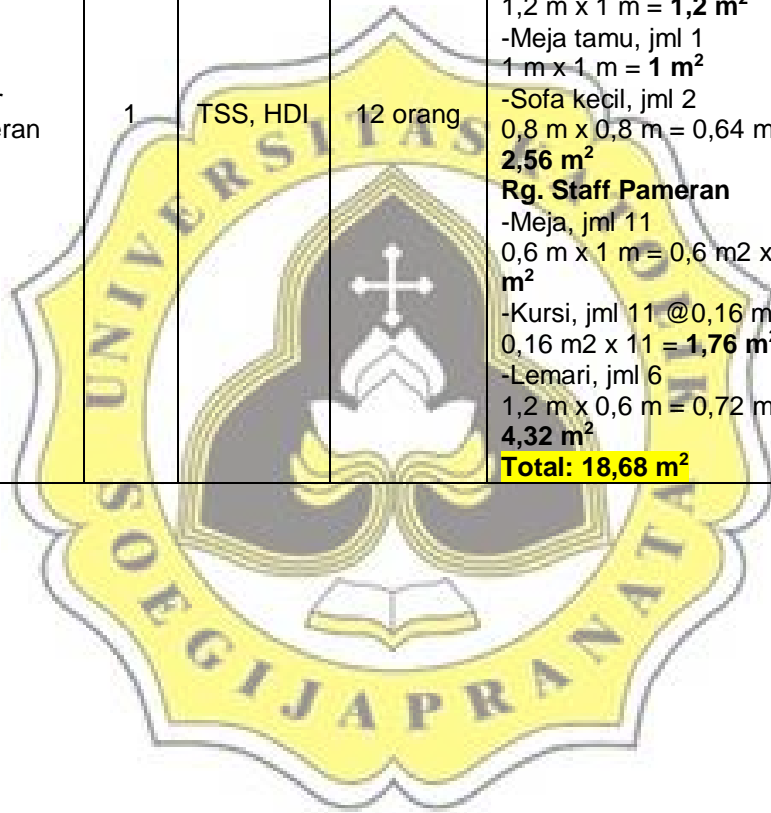 1,2 m x 1 m = 1,2 m²
-Meja tamu, jml 1
1 m x 1 m = 1 m²
eran 1 TSS, HDI 12 orang
-Sofa kecil, jml 2
0,8 m x 0,8 m = 0,64 m
2,56 m²
Rg. Staff Pameran
-Meja, jml 11
0,6 m x 1 m = 0,6 m2 x
m²
-Kursi, jml 11 @0,16 m
0,16 m2 x 11 = 1,76 m²
-Lemari, jml 6
1,2 m x 0,6 m = 0,72 m
4,32 m²
Total: 18,68 m²
UNIVERSITAS KATOLIK
SOEGIJAPRANATA